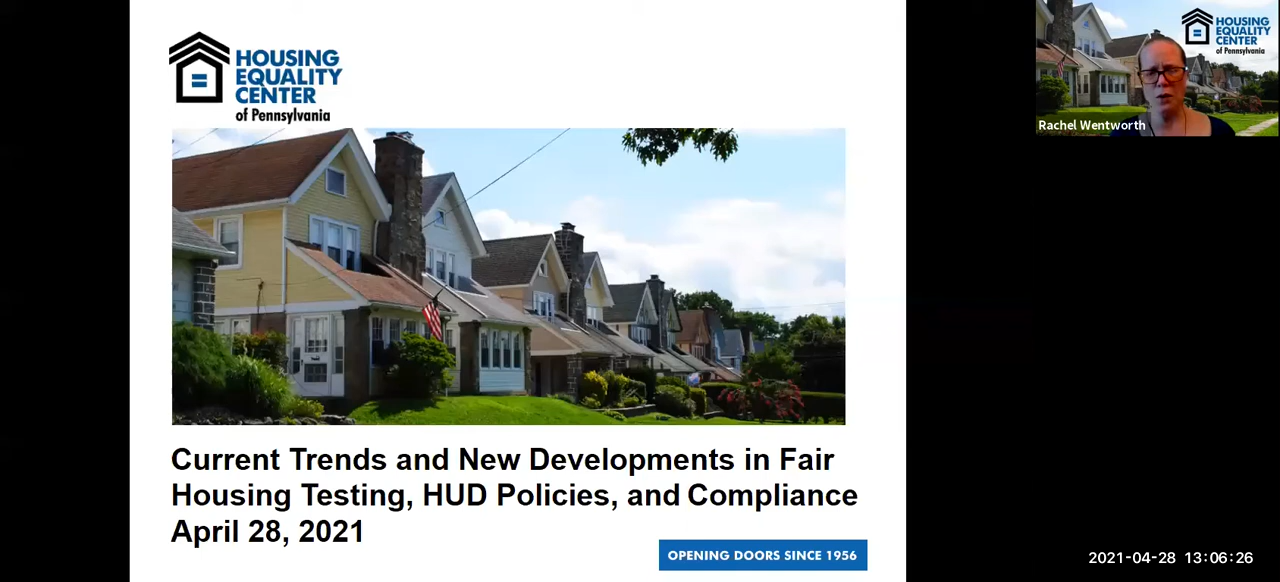 HOUSING
EQUALITY
CENTER
of Pennsylvania
Current Trends and New Developments in Fair
Housing Testing, HUD Policies, and Compliance
April 28, 2021
OPENING DOORS SINCE 1956
HOUSING
EQUALITY
CENTER
of Pennsylvania
Rachel Wentworth
2021-04-28 13:06:26